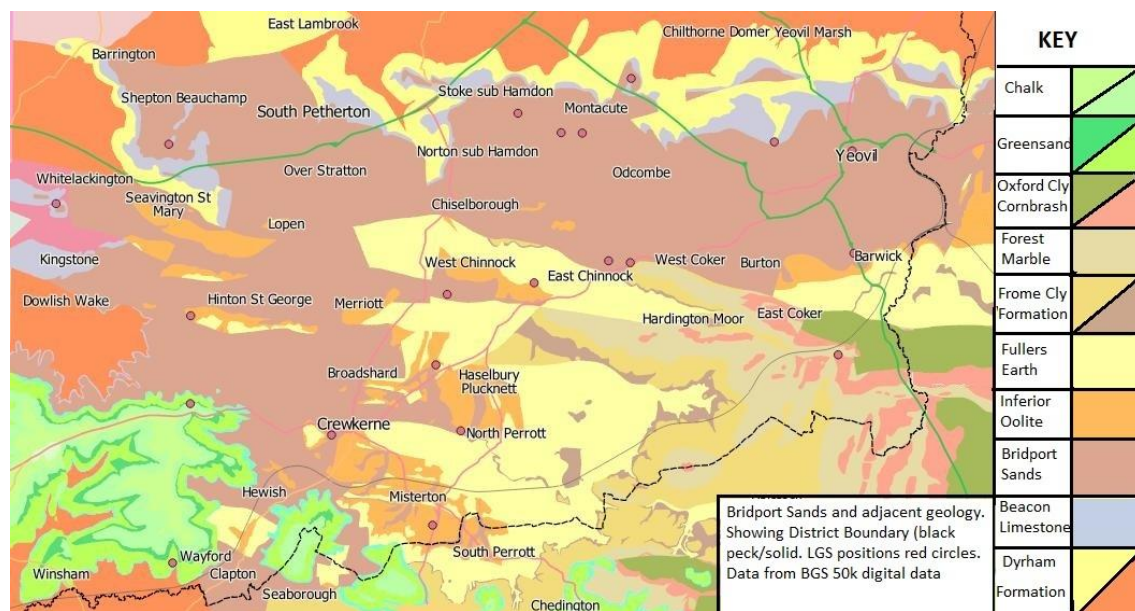 East Lambrook
Chilthorne Domer Yeovil Marsh
Barrington
Shepton Beauchamp
South Petherton
Stoke sub Hamdon
Montacute
Norton sub Hamdon
Yeovil
Over Stratton
Odcombe
Whitelackington
Seavington St
Mary
Lopen
Chiselborough
Kingstone
West Chinnock
East Chinnock
West Coker
Burton
Barwick
Dowlish Wake
Hinton St George
Merriott
Hardington Moor
East Coker
Broadshard
Haselbury
Plucknett
Crewkerne
North Perrott
Hewish
Misterton
Wayford
Clapton
South Perrott
Winsham
Seaborough
Chedington
Bridport Sands and adjacent geology.
Showing District Boundary (black
peck/solid. LGS positions red circles.
Data from BGS 50k digital data
KEY
Chalk
Greensand
Oxford Cly
Cornbrash
Forest
Marble
Frome Cly
Formation
Fullers
Earth
Inferior
Oolite
Bridport
Sands
Beacon
Limestone
Dyrham
Formation